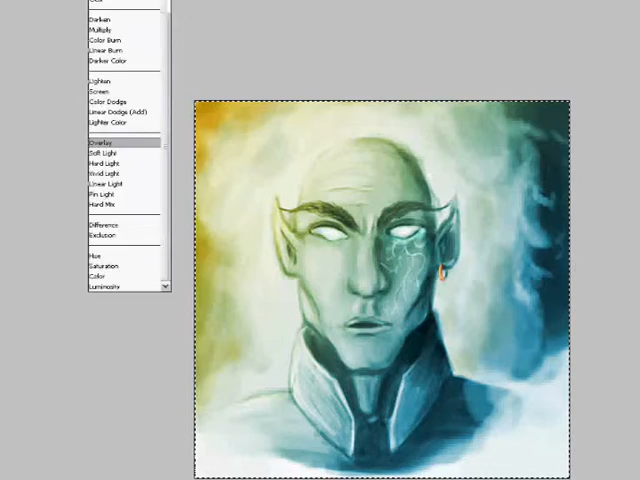 Darken
Multiply
Color Burn
Linear Burn
Darker Color
Lighten
Screen
Color Dodge
Linear Dodge (Add)
Lighter Color
Overlay
Soft Light
Hard Light
Vivid Light
Linear Light
Pin Light
Hard Mix
Difference
Exclusion
Hue
Saturation
Color
Luminosity